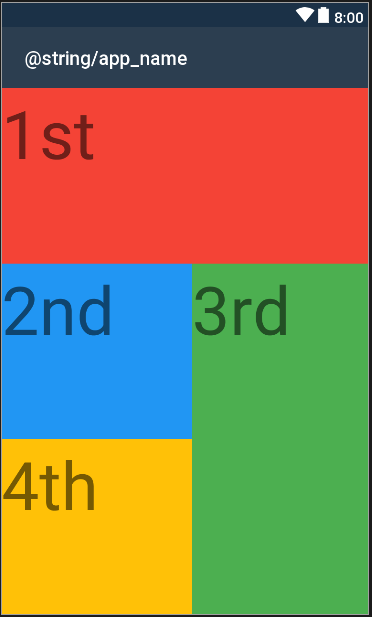 8:00
@string/app_name
1st
2nd
3rd
4th